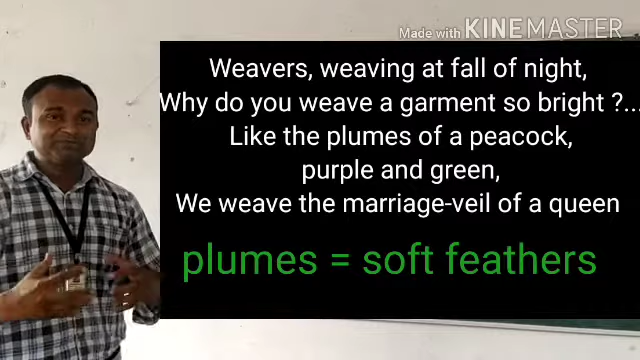 Made with KINEMASTER
Weavers, weaving at fall of night,
Why do you weave a garment so bright ?...
Like the plumes of a peacock,
purple and green,
We weave the marriage-veil of a queen
plumes = soft feathers